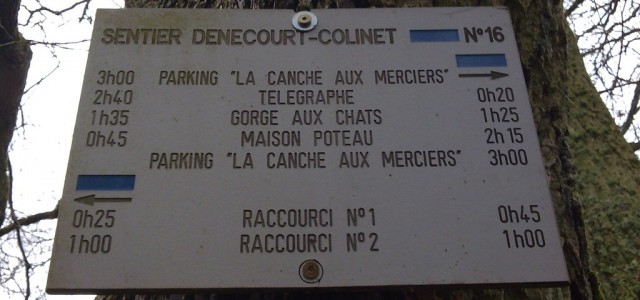 SENTIER DENECOURT-COLINET N°16
3h00 PARKING "LA CANCHE AUX MERCIERS"
2h40 TELEGRAPHE 0h20
1h35 GORGE AUX CHATS 1h25
0h45 MAISON POTEAU 2h15
PARKING "LA CANCHE AUX MERCIERS" 3h00
0h25 RACCOURCI N°1 0h45
1h00 RACCOURCI N°2 1h00